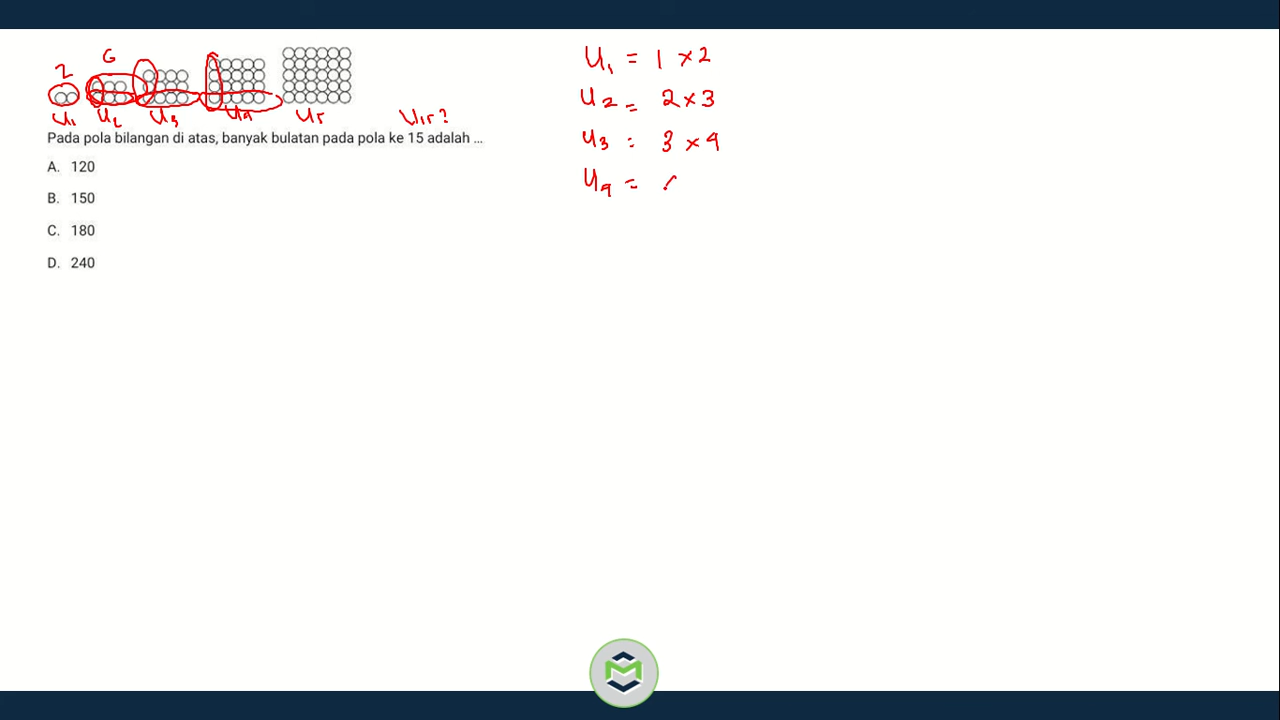 2 6
U1 U2 U3 U4 U5 U15?
Pada pola bilangan di atas, banyak bulatan pada pola ke 15 adalah ...
A. 120
B. 150
C. 180
D. 240
U1 = 1 × 2
U2 = 2 × 3
U3 = 3 × 4
U4 =